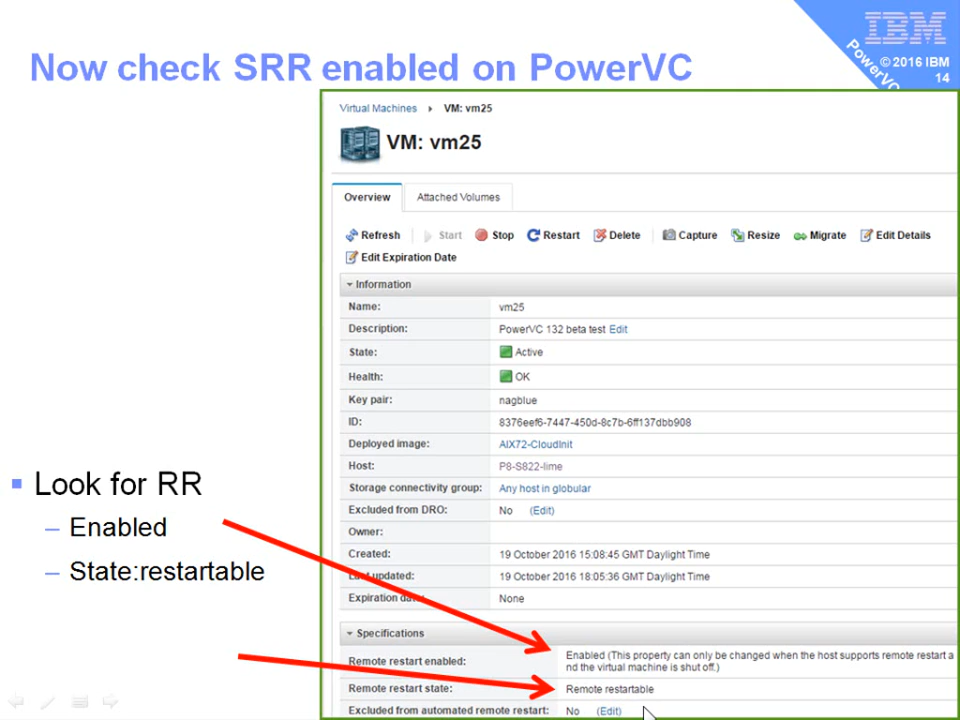 Now check SRR enabled on PowerVC
IBM
PowerVC
© 2016 IBM
14
Virtual Machines ▸ VM: vm25
VM: vm25
Overview Attached Volumes
Refresh Start Stop Restart Delete Capture Resize Migrate Edit Details
Edit Expiration Date
Information
Name: vm25
Description: PowerVC 132 beta test Edit
State: Active
Health: OK
Key pair: nagblue
ID: 8376eef6-7447-450d-8c7b-6ff137dbb908
Deployed image: AIX72-CloudInit
Host: P8-S822-lime
Storage connectivity group: Any host in globular
Excluded from DRO: No (Edit)
Owner:
Created: 19 October 2016 15:08:45 GMT Daylight Time
Last updated: 19 October 2016 18:05:36 GMT Daylight Time
Expiration date: None
Specifications
Remote restart enabled: Enabled (This property can only be changed when the host supports remote restart a
nd the virtual machine is shut off.)
Remote restart state: Remote restartable
Excluded from automated remote restart: No (Edit)
Look for RR
– Enabled
– State:restartable